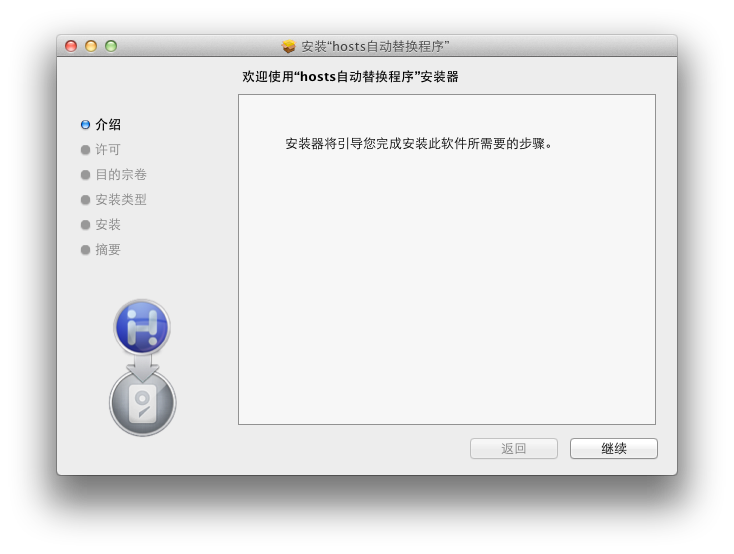 安装“hosts自动替换程序”
欢迎使用“hosts自动替换程序”安装器
介绍
许可
目的宗卷
安装类型
安装
摘要
安装器将引导您完成安装此软件所需要的步骤。
返回
继续